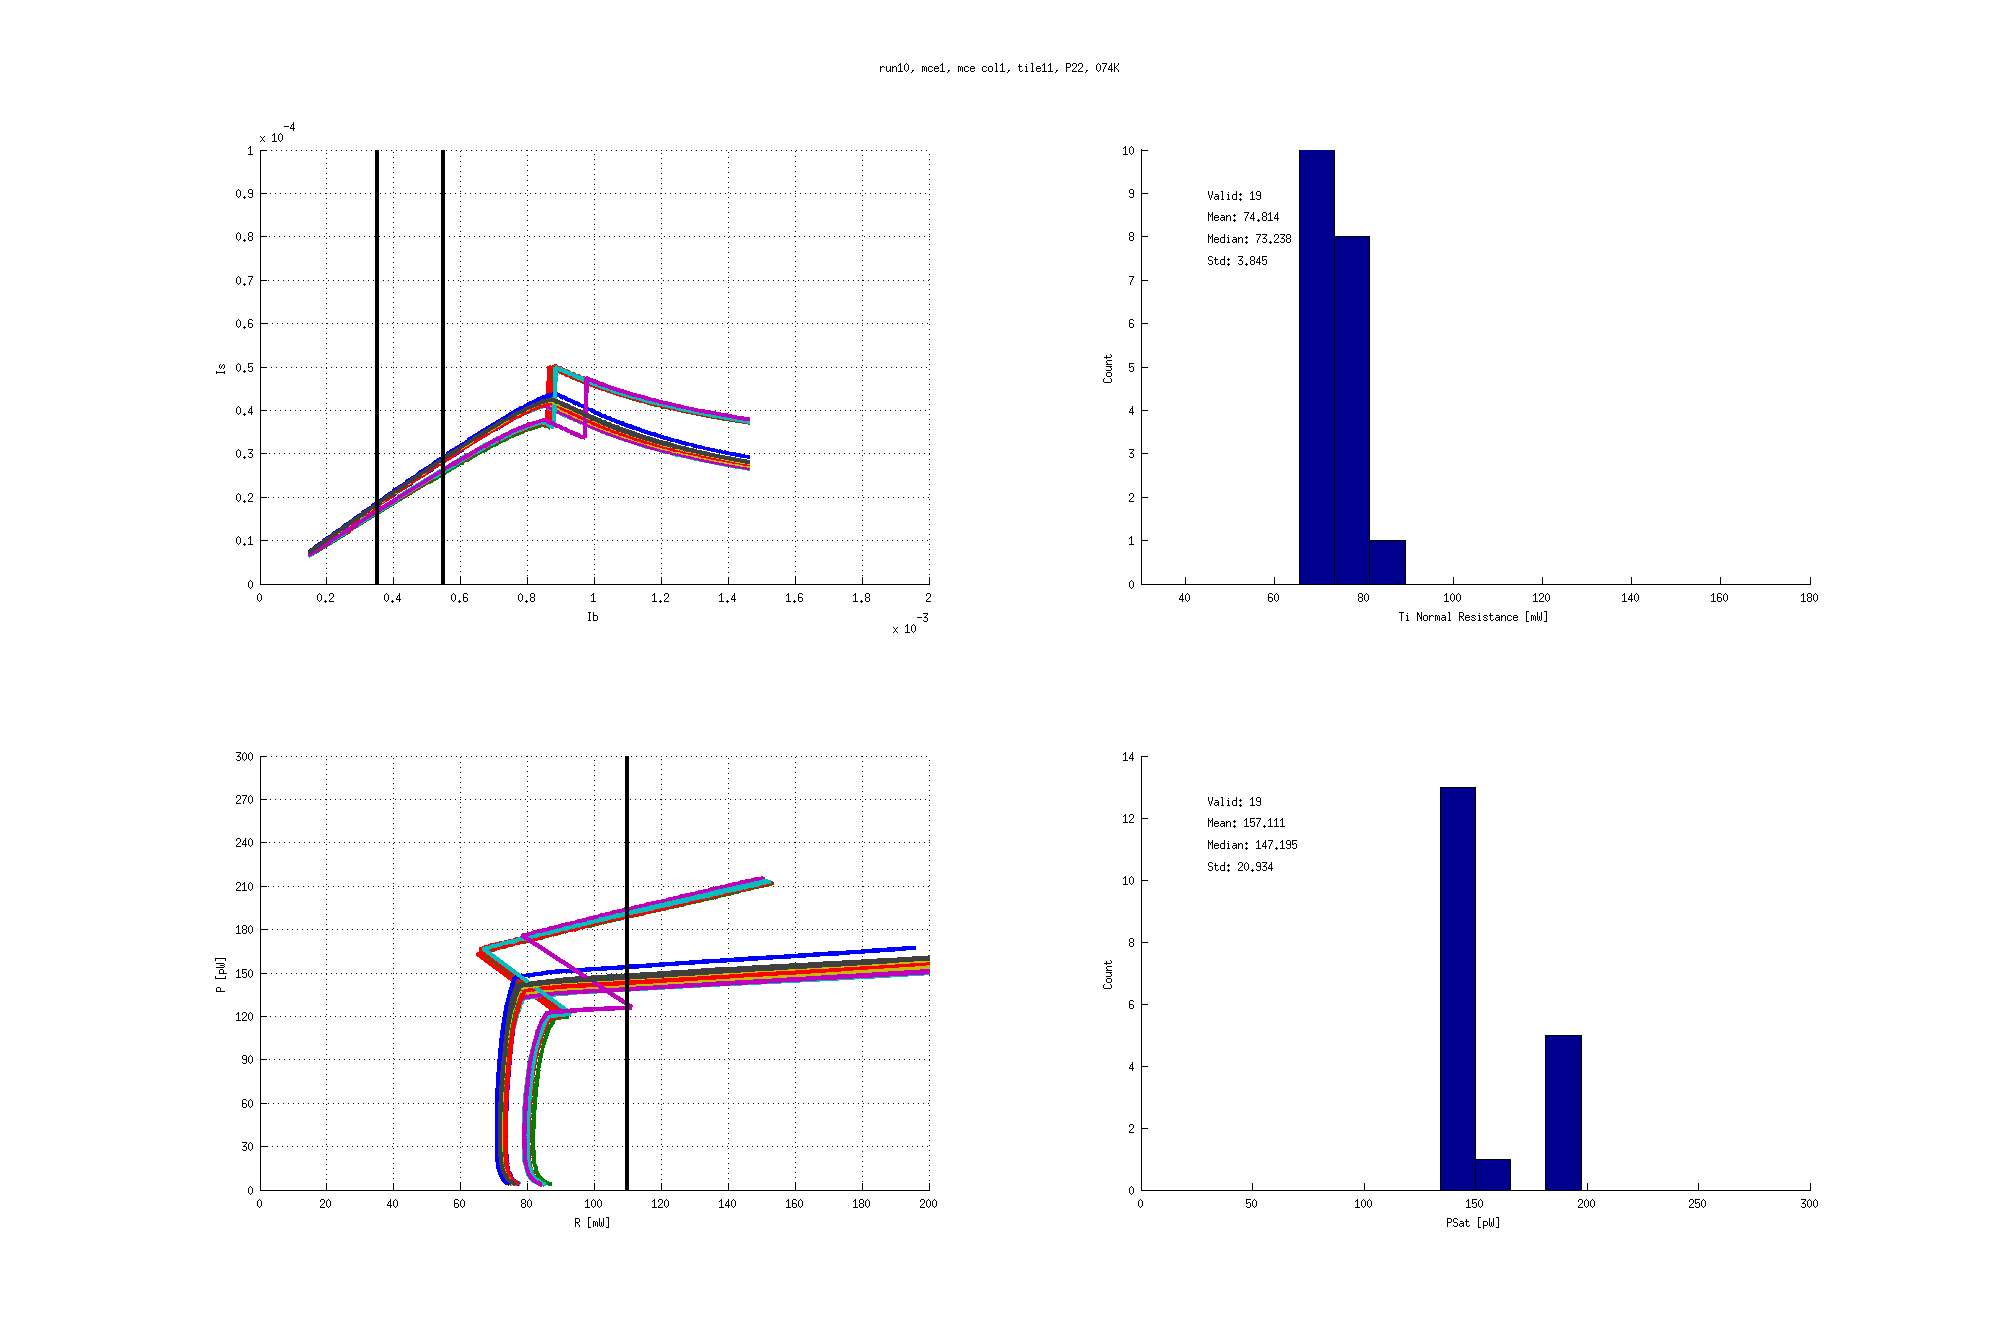 run10, mce1, mce col1, tile11, P22, 074K
x 10^-4
1
0.9
0.8
0.7
0.6
0.5
0.4
0.3
0.2
0.1
0
Is
0 0.2 0.4 0.6 0.8 1 1.2 1.4 1.6 1.8 2
Ib
x 10^-3
10
9
8
7
6
5
4
3
2
1
0
Count
Valid: 19
Mean: 74.814
Median: 73.238
Std: 3.845
40 60 80 100 120 140 160 180
Ti Normal Resistance [mW]
300
270
240
210
180
150
120
90
60
30
0
P [pW]
0 20 40 60 80 100 120 140 160 180 200
R [mW]
14
12
10
8
6
4
2
0
Count
Valid: 19
Mean: 157.111
Median: 147.195
Std: 20.934
0 50 100 150 200 250 300
PSat [pW]